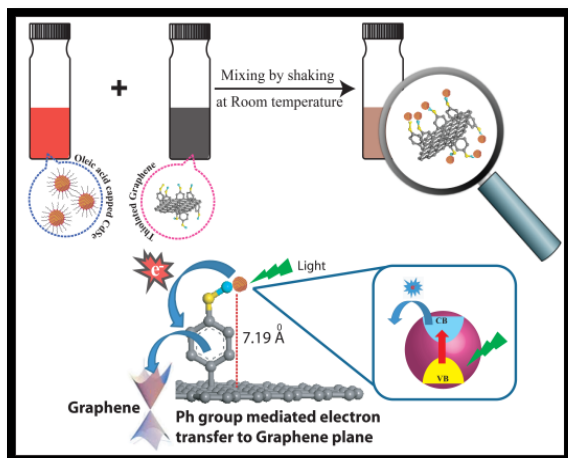 +
Mixing by shaking
at Room temperature
Oleic acid capped CdSe
Thiolated Graphene
e⁻
Light
7.19 Å
CB
VB
Graphene
Ph group mediated electron
transfer to Graphene plane